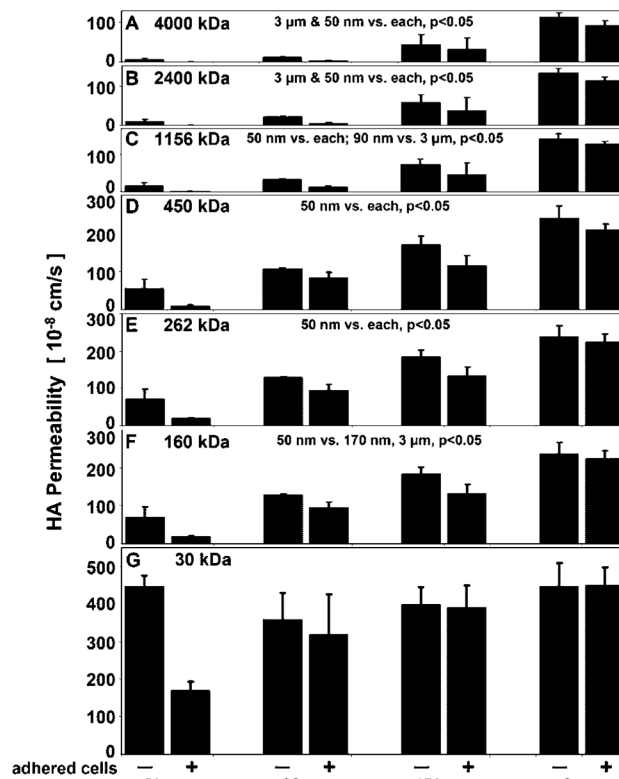 A 4000 kDa 3 µm & 50 nm vs. each, p<0.05
100
0
B 2400 kDa 3 µm & 50 nm vs. each, p<0.05
100
0
C 1156 kDa 50 nm vs. each; 90 nm vs. 3 µm, p<0.05
100
0
D 450 kDa 50 nm vs. each, p<0.05
300
200
100
0
E 262 kDa 50 nm vs. each, p<0.05
300
200
100
0
F 160 kDa 50 nm vs. 170 nm, 3 µm, p<0.05
300
200
100
0
G 30 kDa
500
400
300
200
100
0
HA Permeability [ 10⁻⁸ cm/s ]
adhered cells — + — + — + — +